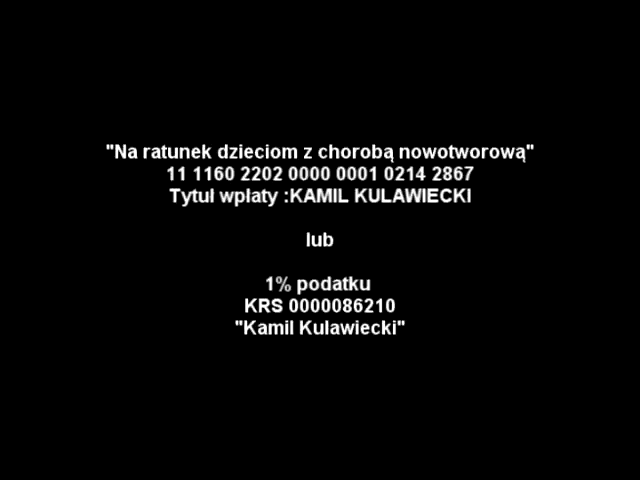 "Na ratunek dzieciom z chorobą nowotworową"
11 1160 2202 0000 0001 0214 2867
Tytuł wpłaty :KAMIL KULAWIECKI
lub
1% podatku
KRS 0000086210
"Kamil Kulawiecki"